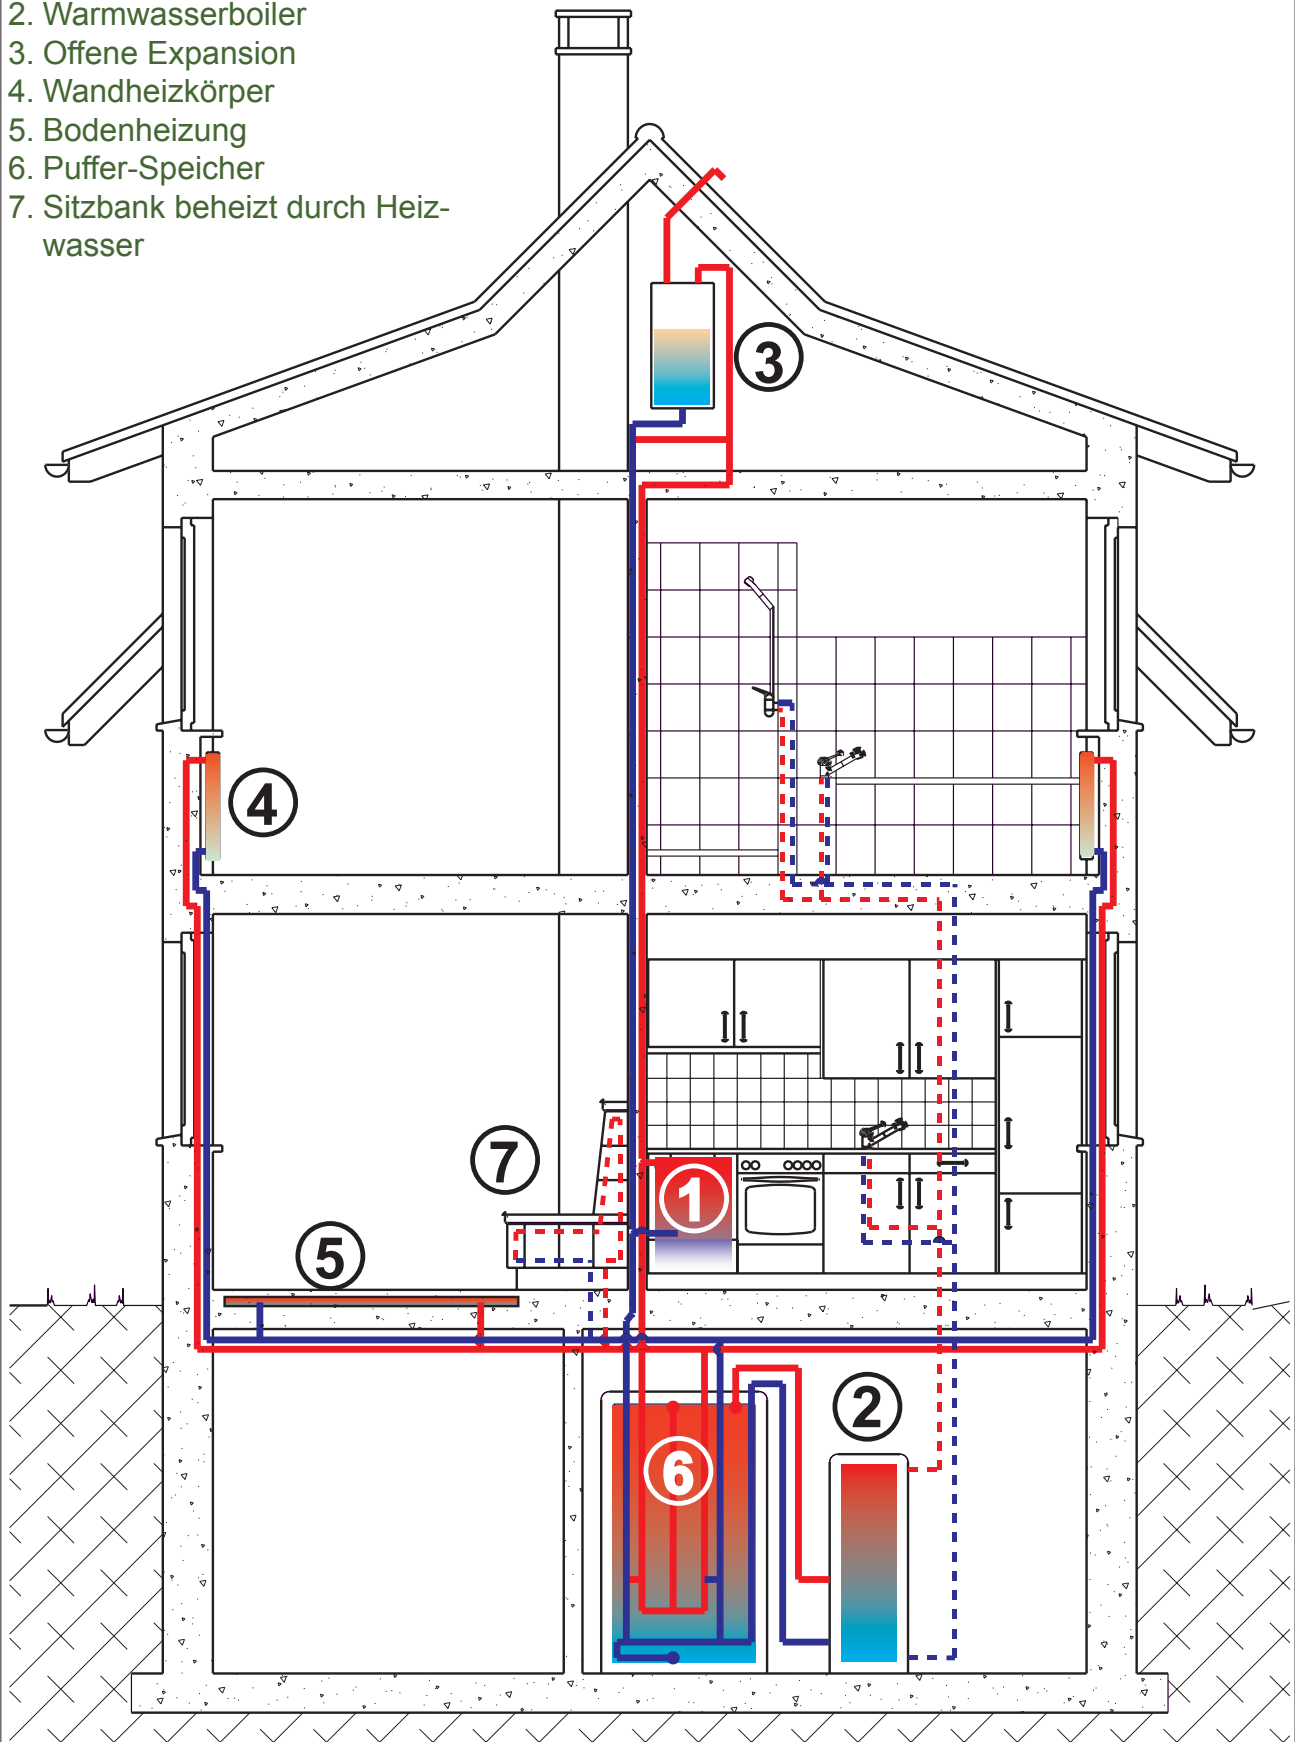 2. Warmwasserboiler
3. Offene Expansion
4. Wandheizkörper
5. Bodenheizung
6. Puffer-Speicher
7. Sitzbank beheizt durch Heiz-
wasser
3
4
7
1
5
2
6